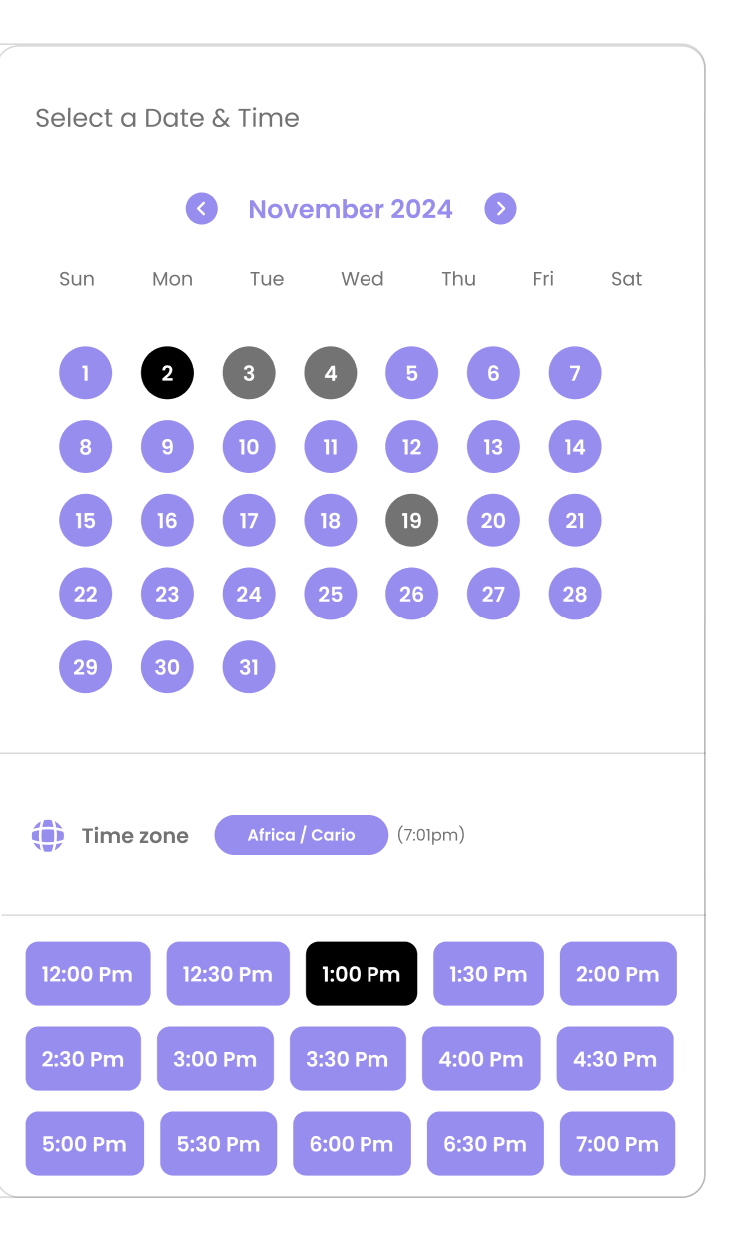 Select a Date & Time
November 2024
Sun Mon Tue Wed Thu Fri Sat
1 2 3 4 5 6 7
8 9 10 11 12 13 14
15 16 17 18 19 20 21
22 23 24 25 26 27 28
29 30 31
Time zone Africa / Cario (7:01pm)
12:00 Pm 12:30 Pm 1:00 Pm 1:30 Pm 2:00 Pm
2:30 Pm 3:00 Pm 3:30 Pm 4:00 Pm 4:30 Pm
5:00 Pm 5:30 Pm 6:00 Pm 6:30 Pm 7:00 Pm